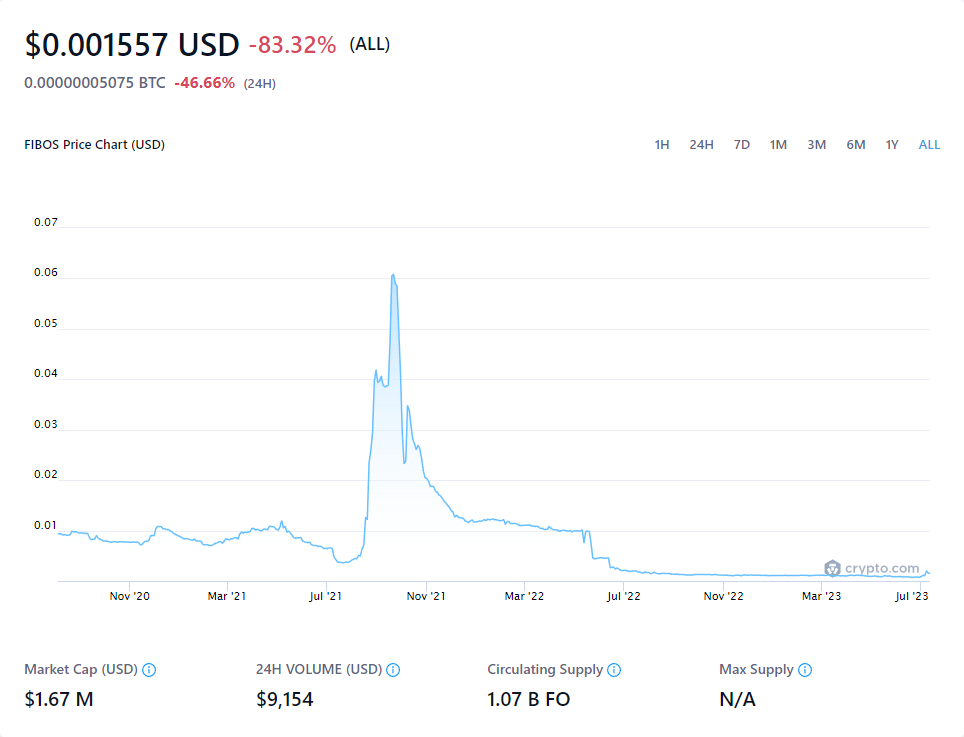 $0.001557 USD -83.32% (ALL)
0.00000005075 BTC -46.66% (24H)
FIBOS Price Chart (USD) 1H 24H 7D 1M 3M 6M 1Y ALL
0.07
0.06
0.05
0.04
0.03
0.02
0.01
crypto.com
Nov '20 Mar '21 Jul '21 Nov '21 Mar '22 Jul '22 Nov '22 Mar '23 Jul '23
Market Cap (USD) 24H VOLUME (USD) Circulating Supply Max Supply
$1.67 M $9,154 1.07 B FO N/A